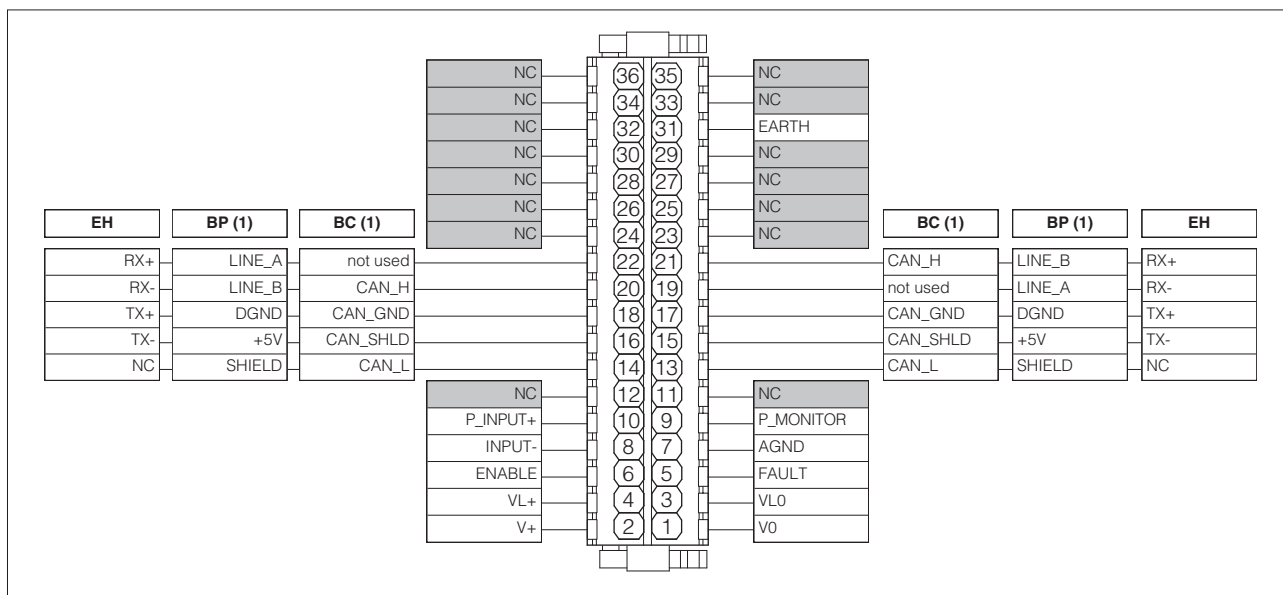 NC 36 35 NC
NC 34 33 NC
NC 32 31 EARTH
NC 30 29 NC
NC 28 27 NC
NC 26 25 NC
NC 24 23 NC
EH BP (1) BC (1) BC (1) BP (1) EH
RX+ LINE_A not used 22 21 CAN_H LINE_B RX+
RX- LINE_B CAN_H 20 19 not used LINE_A RX-
TX+ DGND CAN_GND 18 17 CAN_GND DGND TX+
TX- +5V CAN_SHLD 16 15 CAN_SHLD +5V TX-
NC SHIELD CAN_L 14 13 CAN_L SHIELD NC
NC 12 11 NC
P_INPUT+ 10 9 P_MONITOR
INPUT- 8 7 AGND
ENABLE 6 5 FAULT
VL+ 4 3 VL0
V+ 2 1 V0